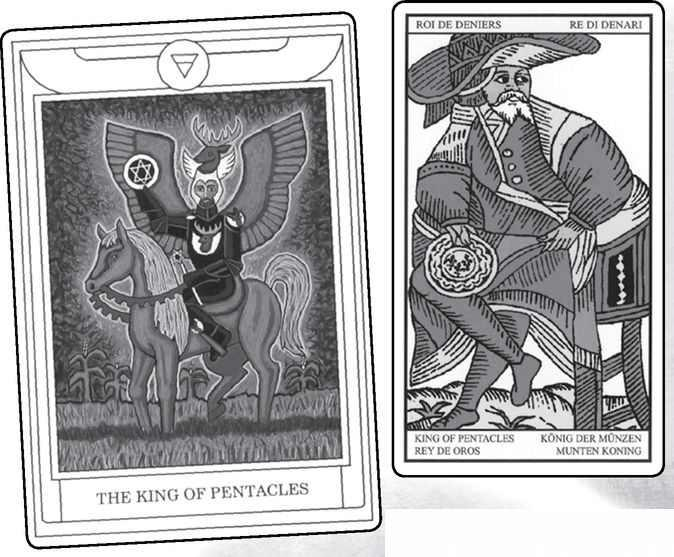 THE KING OF PENTACLES
ROI DE DENIERS
RE DI DENARI
KING OF PENTACLES
REY DE OROS
KÖNIG DER MÜNZEN
MUNTEN KONING